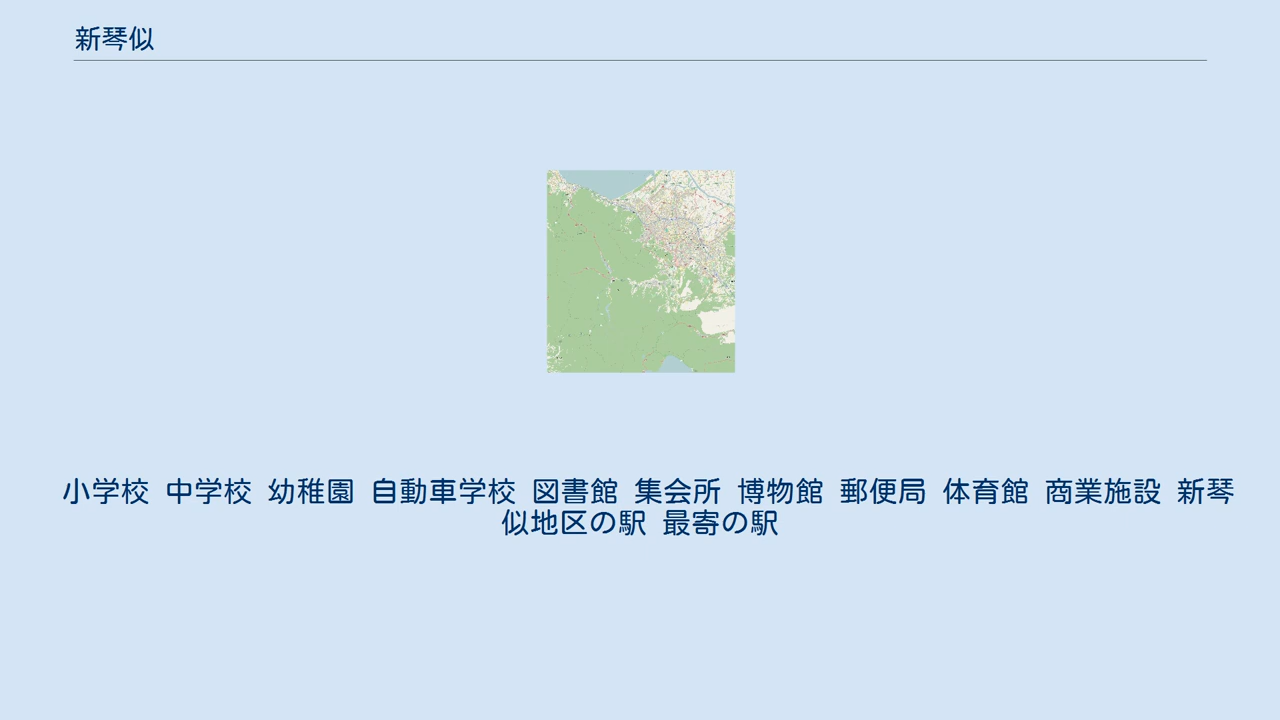 新琴似
小学校 中学校 幼稚園 自動車学校 図書館 集会所 博物館 郵便局 体育館 商業施設 新琴
似地区の駅 最寄の駅